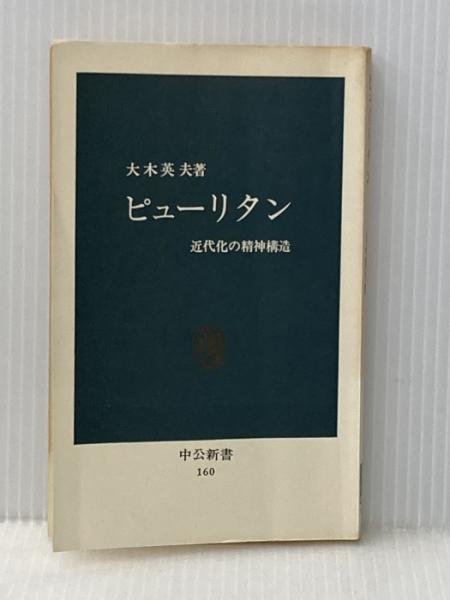 大木英夫著
ピューリタン
近代化の精神構造
中公新書
160